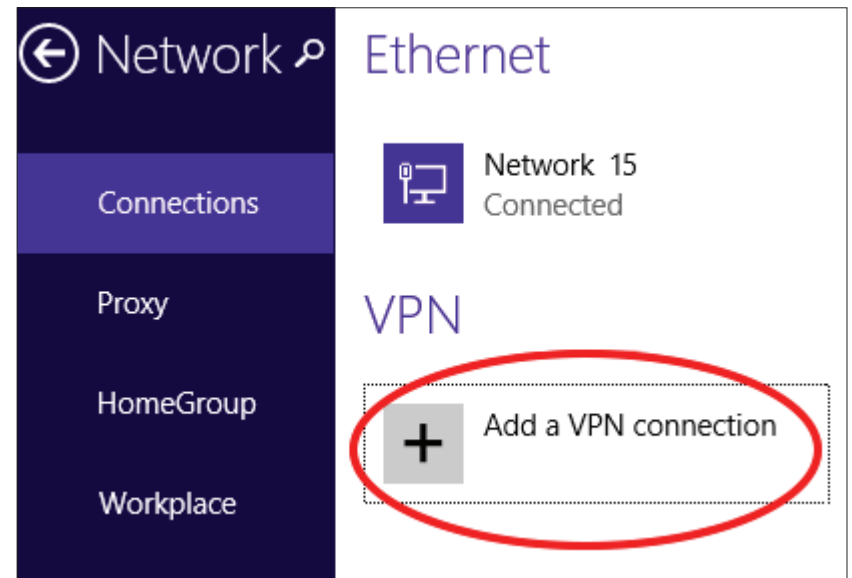 Network
Connections
Proxy
HomeGroup
Workplace
Ethernet
Network 15
Connected
VPN
Add a VPN connection